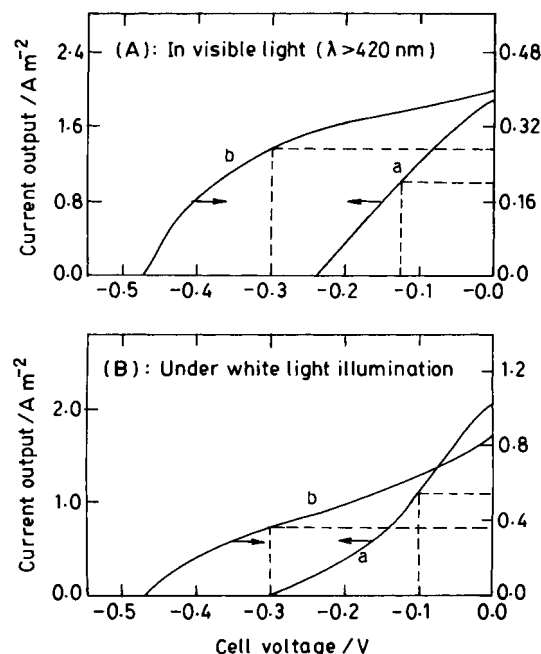 (A): In visible light (λ>420 nm)
Current output / A m⁻²
2.4
1.6
0.8
0.0
0.48
0.32
0.16
0.0
b
a
-0.5 -0.4 -0.3 -0.2 -0.1 -0.0
(B): Under white light illumination
Current output / A m⁻²
2.0
1.0
0.0
1.2
0.8
0.4
0.0
b
a
-0.5 -0.4 -0.3 -0.2 -0.1 0.0
Cell voltage / V